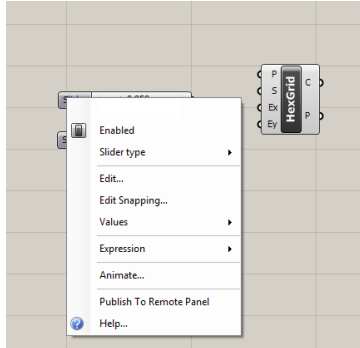 P
S
Ex
Ey
HexGrid
C
P
Enabled
Slider type
Edit...
Edit Snapping...
Values
Expression
Animate...
Publish To Remote Panel
Help...